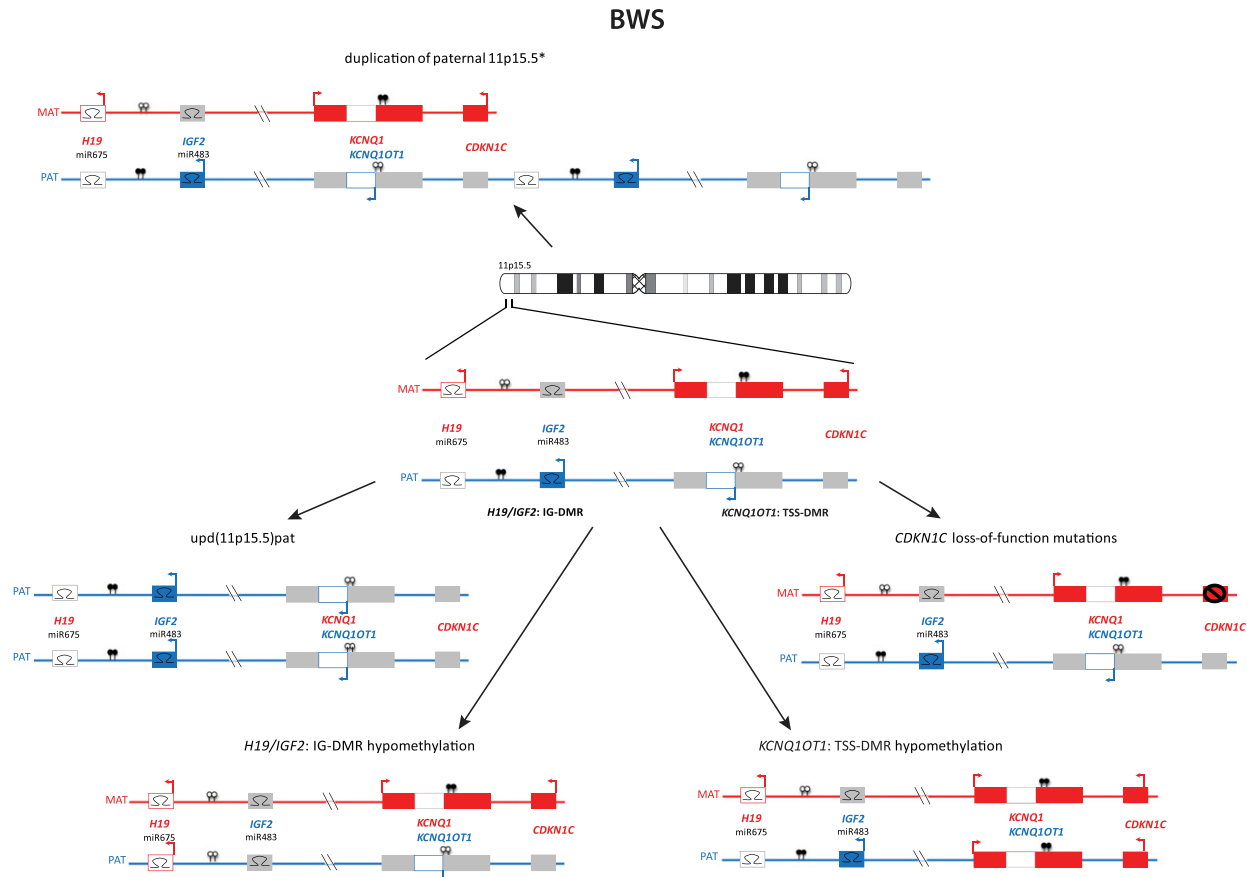 BWS
duplication of paternal 11p15.5*
MAT
H19
miR675
IGF2
miR483
KCNQ1
KCNQ1OT1
CDKN1C
PAT
11p15.5
MAT
H19
miR675
IGF2
miR483
KCNQ1
KCNQ1OT1
CDKN1C
PAT
H19/IGF2: IG-DMR
KCNQ1OT1: TSS-DMR
upd(11p15.5)pat
PAT
H19
miR675
IGF2
miR483
KCNQ1
KCNQ1OT1
CDKN1C
PAT
CDKN1C loss-of-function mutations
MAT
H19
miR675
IGF2
miR483
KCNQ1
KCNQ1OT1
CDKN1C
PAT
H19/IGF2: IG-DMR hypomethylation
MAT
H19
miR675
IGF2
miR483
KCNQ1
KCNQ1OT1
CDKN1C
PAT
KCNQ1OT1: TSS-DMR hypomethylation
MAT
H19
miR675
IGF2
miR483
KCNQ1
KCNQ1OT1
CDKN1C
PAT